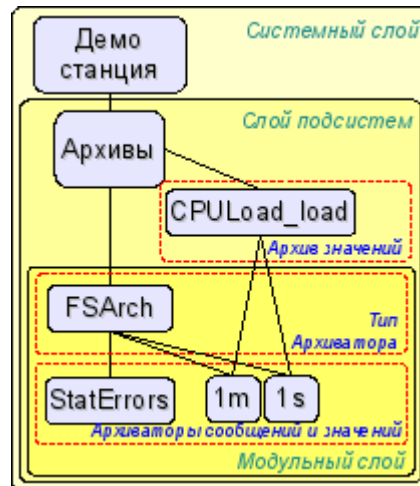 Системный слой
Демо
станция
Слой подсистем
Архивы
CPULoad_load
Архив значений
FSArch
Тип
Архиватора
StatErrors
1m
1s
Архиваторы сообщений и значений
Модульный слой